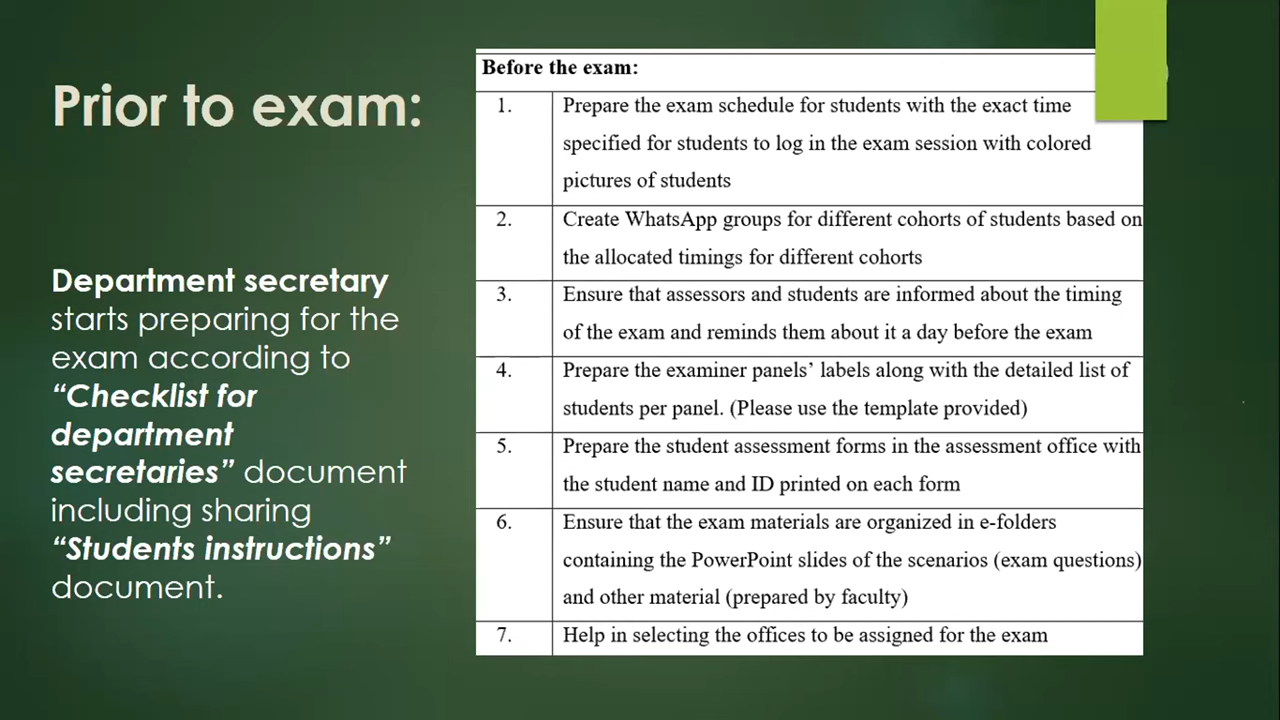 Prior to exam:
Department secretary
starts preparing for the
exam according to
“Checklist for
department
secretaries” document
including sharing
“Students instructions”
document.
Before the exam:
1. Prepare the exam schedule for students with the exact time
specified for students to log in the exam session with colored
pictures of students
2. Create WhatsApp groups for different cohorts of students based on
the allocated timings for different cohorts
3. Ensure that assessors and students are informed about the timing
of the exam and reminds them about it a day before the exam
4. Prepare the examiner panels’ labels along with the detailed list of
students per panel. (Please use the template provided)
5. Prepare the student assessment forms in the assessment office with
the student name and ID printed on each form
6. Ensure that the exam materials are organized in e-folders
containing the PowerPoint slides of the scenarios (exam questions)
and other material (prepared by faculty)
7. Help in selecting the offices to be assigned for the exam